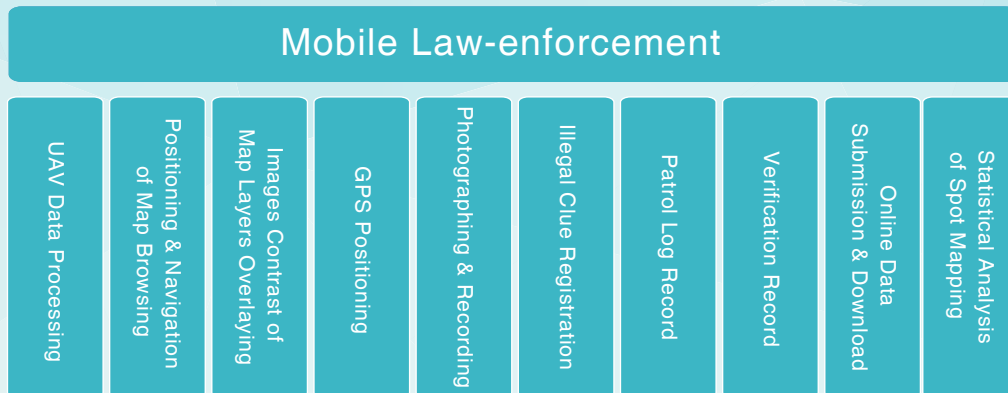 Mobile Law-enforcement
UAV Data Processing
Positioning & Navigation
of Map Browsing
Images Contrast of
Map Layers Overlaying
GPS Positioning
Photographing & Recording
Illegal Clue Registration
Patrol Log Record
Verification Record
Online Data
Submission & Download
Statistical Analysis
of Spot Mapping